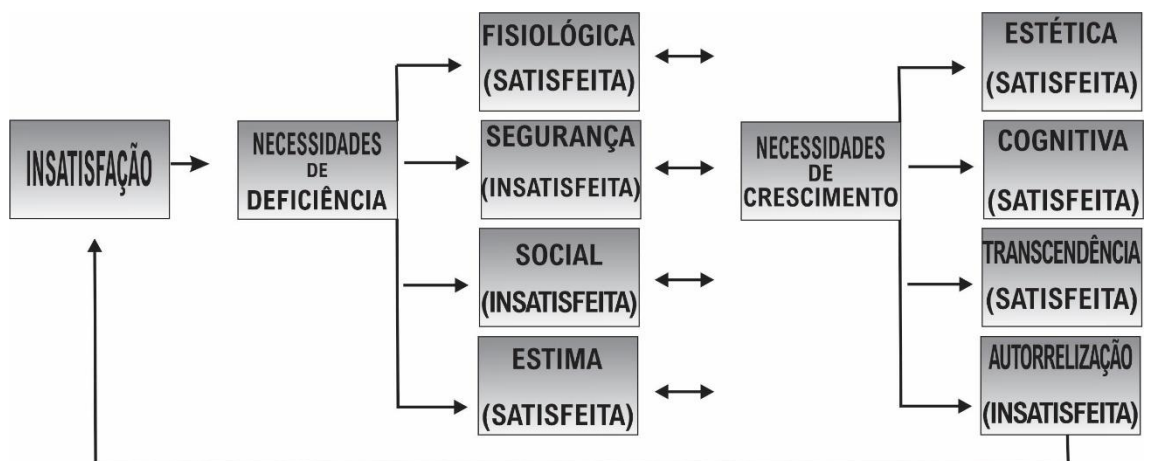 INSATISFAÇÃO
NECESSIDADES
DE
DEFICIÊNCIA
FISIOLÓGICA
(SATISFEITA)
SEGURANÇA
(INSATISFEITA)
SOCIAL
(INSATISFEITA)
ESTIMA
(SATISFEITA)
NECESSIDADES
DE
CRESCIMENTO
ESTÉTICA
(SATISFEITA)
COGNITIVA
(SATISFEITA)
TRANSCENDÊNCIA
(SATISFEITA)
AUTORRELIZAÇÃO
(INSATISFEITA)